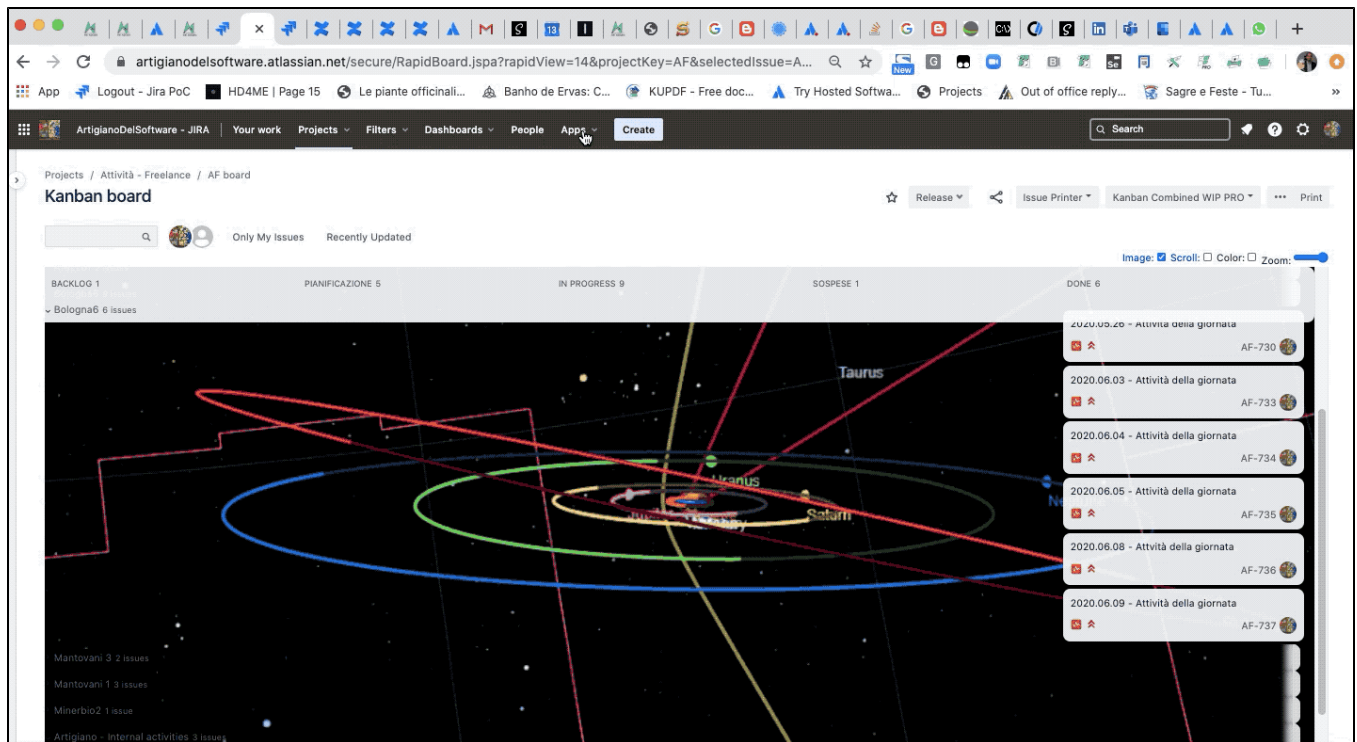 artigianodelsoftware.atlassian.net/secure/RapidBoard.jspa?rapidView=14&projectKey=AF&selectedIssue=A...
New
App Logout - Jira PoC HD4ME | Page 15 Le piante officinali... Banho de Ervas: C... KUPDF - Free doc... Try Hosted Softwa... Projects Out of office reply... Sagre e Feste - Tu... »
ArtigianoDelSoftware - JIRA Your work Projects Filters Dashboards People Apps Create Search
Projects / Attività - Freelance / AF board
Kanban board
Release Issue Printer Kanban Combined WIP PRO Print
Only My Issues Recently Updated
Image: Scroll: Color: Zoom:
BACKLOG 1 PIANIFICAZIONE 5 IN PROGRESS 9 SOSPESE 1 DONE 6
Bologna6 6 issues
2020.05.26 - Attività della giornata
AF-730
Taurus
2020.06.03 - Attività della giornata
AF-733
2020.06.04 - Attività della giornata
AF-734
Uranus
2020.06.05 - Attività della giornata
Saturn
AF-735
2020.06.08 - Attvità della giornata
AF-736
2020.06.09 - Attività della giornata
AF-737
Mantovani 3 2 issues
Mantovani 1 3 issues
Minerbio2 1 issue
Artigiano - Internal activities 3 issues